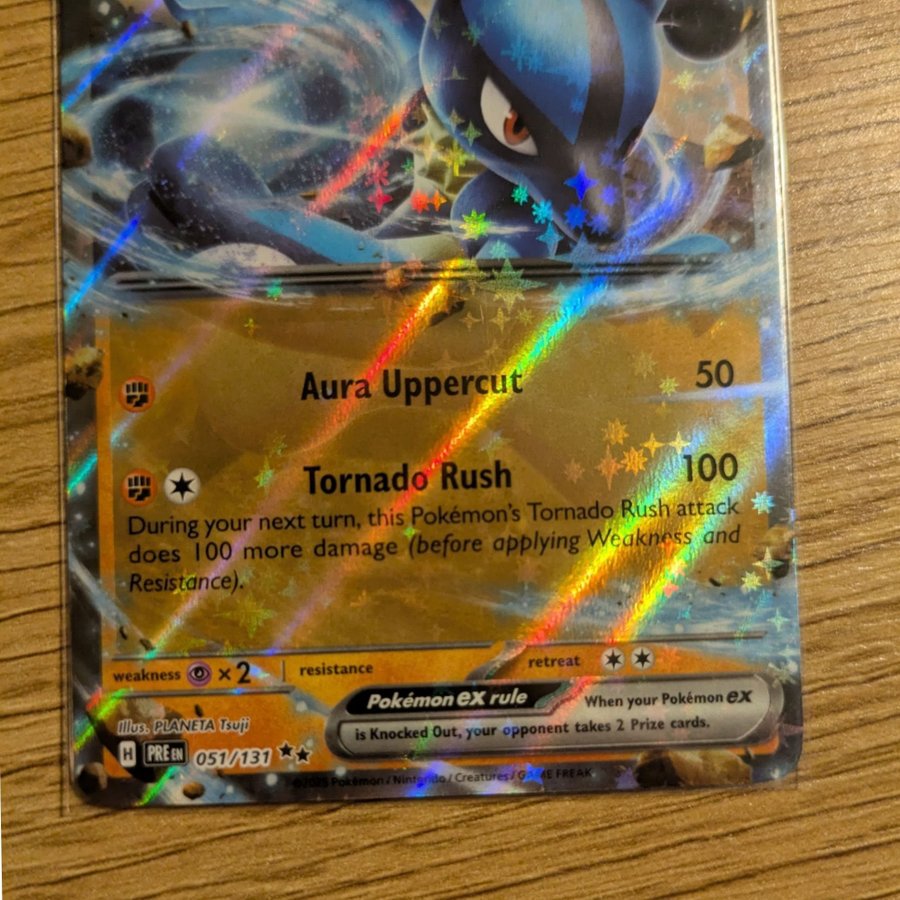 Aura Uppercut 50
Tornado Rush 100
During your next turn, this Pokémon's Tornado Rush attack
does 100 more damage (before applying Weakness and
Resistance).
weakness ×2 resistance retreat
Pokémon ex rule When your Pokémon ex
is Knocked Out, your opponent takes 2 Prize cards.
Illus. PLANETA Tsuji
H PRE EN 051/131
©2025 Pokémon / Nintendo / Creatures / GAME FREAK